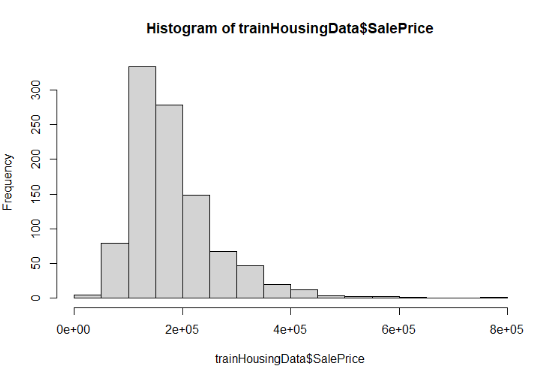 Histogram of trainHousingData$SalePrice
Frequency
300
250
200
150
100
50
0
0e+00 2e+05 4e+05 6e+05 8e+05
trainHousingData$SalePrice